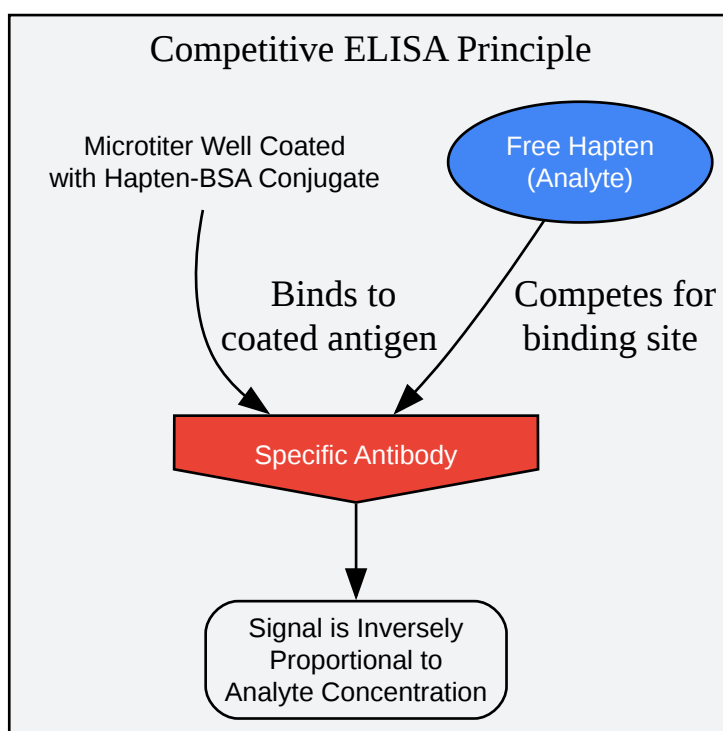 Competitive ELISA Principle
Microtiter Well Coated
with Hapten-BSA Conjugate
Free Hapten
(Analyte)
Binds to
coated antigen
Competes for
binding site
Specific Antibody
Signal is Inversely
Proportional to
Analyte Concentration